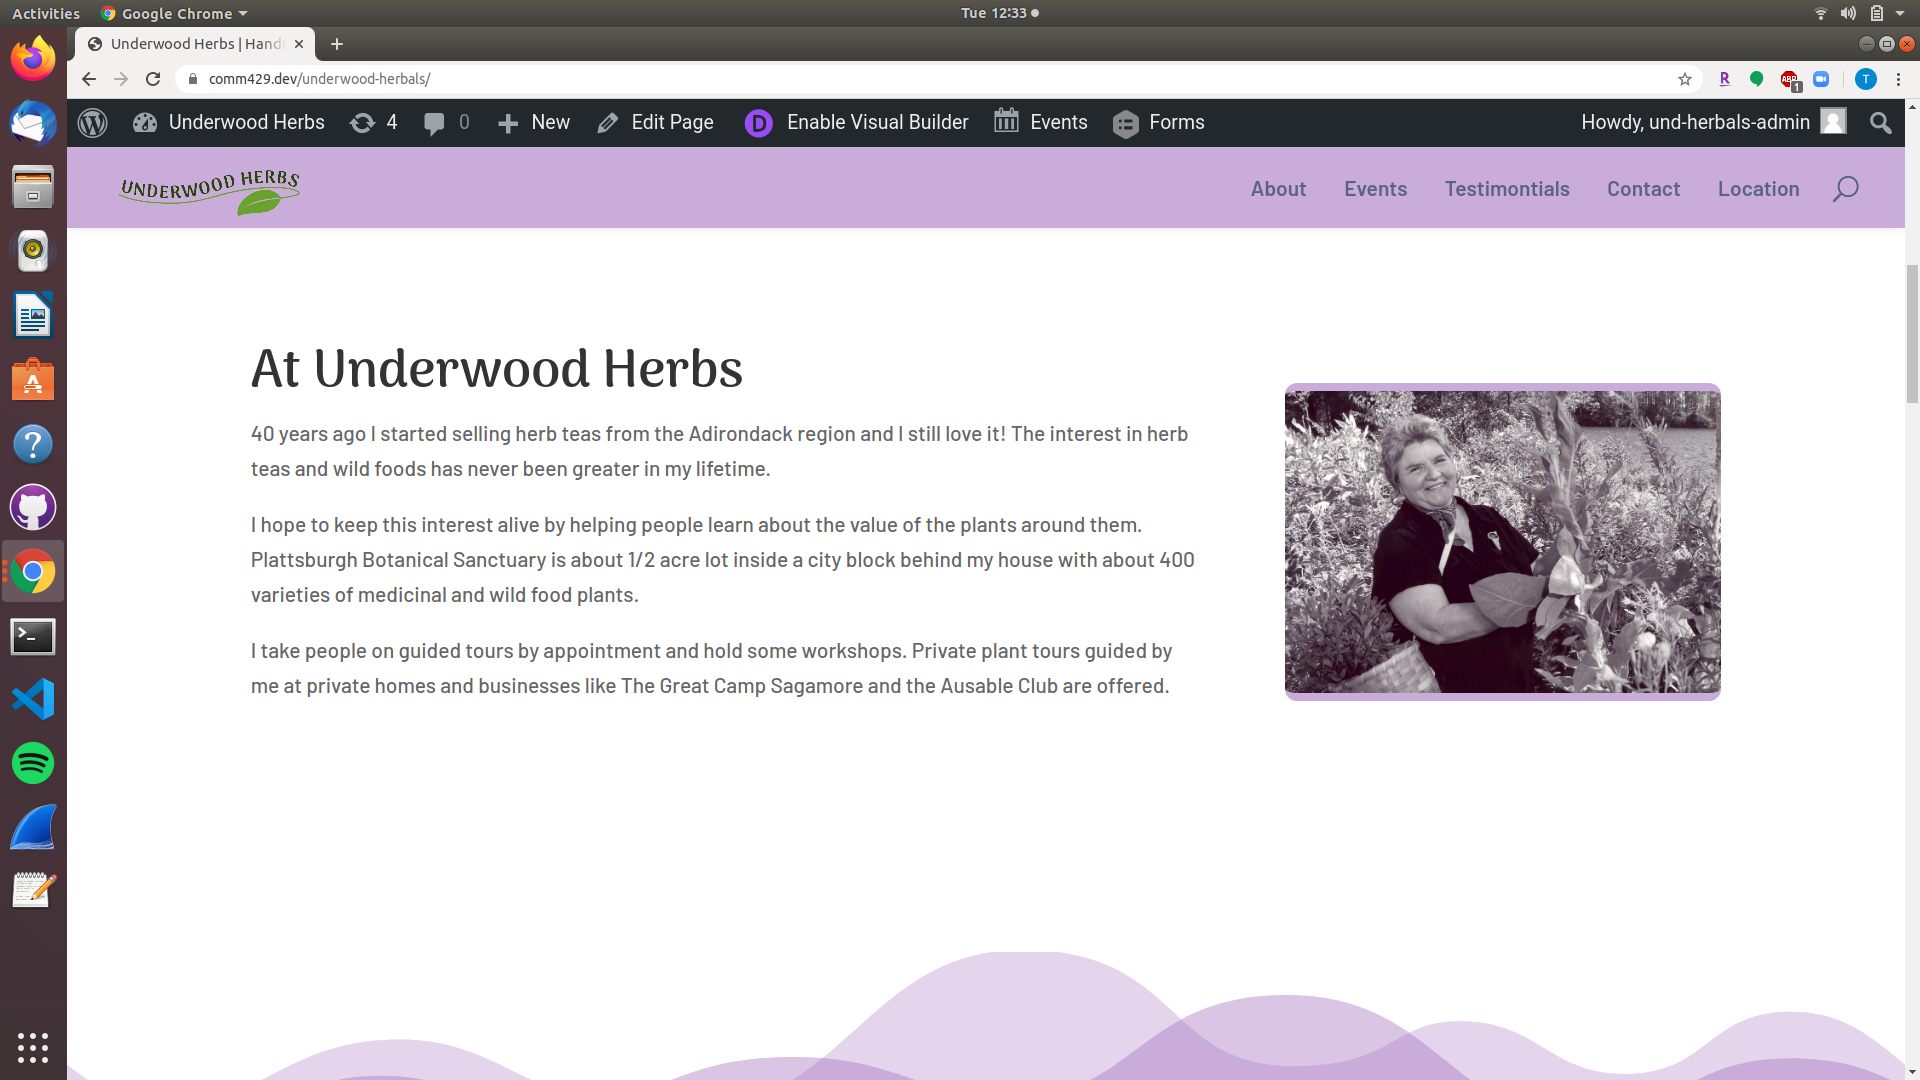 Activities
Google Chrome
Tue 12:33
Underwood Herbs | Hand
comm429.dev/underwood-herbals/
R
ABP
1
T
Underwood Herbs
4
0
New
Edit Page
D
Enable Visual Builder
Events
Forms
Howdy, und-herbals-admin
UNDERWOOD HERBS
About
Events
Testimontials
Contact
Location
At Underwood Herbs
40 years ago I started selling herb teas from the Adirondack region and I still love it! The interest in herb
teas and wild foods has never been greater in my lifetime.
I hope to keep this interest alive by helping people learn about the value of the plants around them.
Plattsburgh Botanical Sanctuary is about 1/2 acre lot inside a city block behind my house with about 400
varieties of medicinal and wild food plants.
I take people on guided tours by appointment and hold some workshops. Private plant tours guided by
me at private homes and businesses like The Great Camp Sagamore and the Ausable Club are offered.